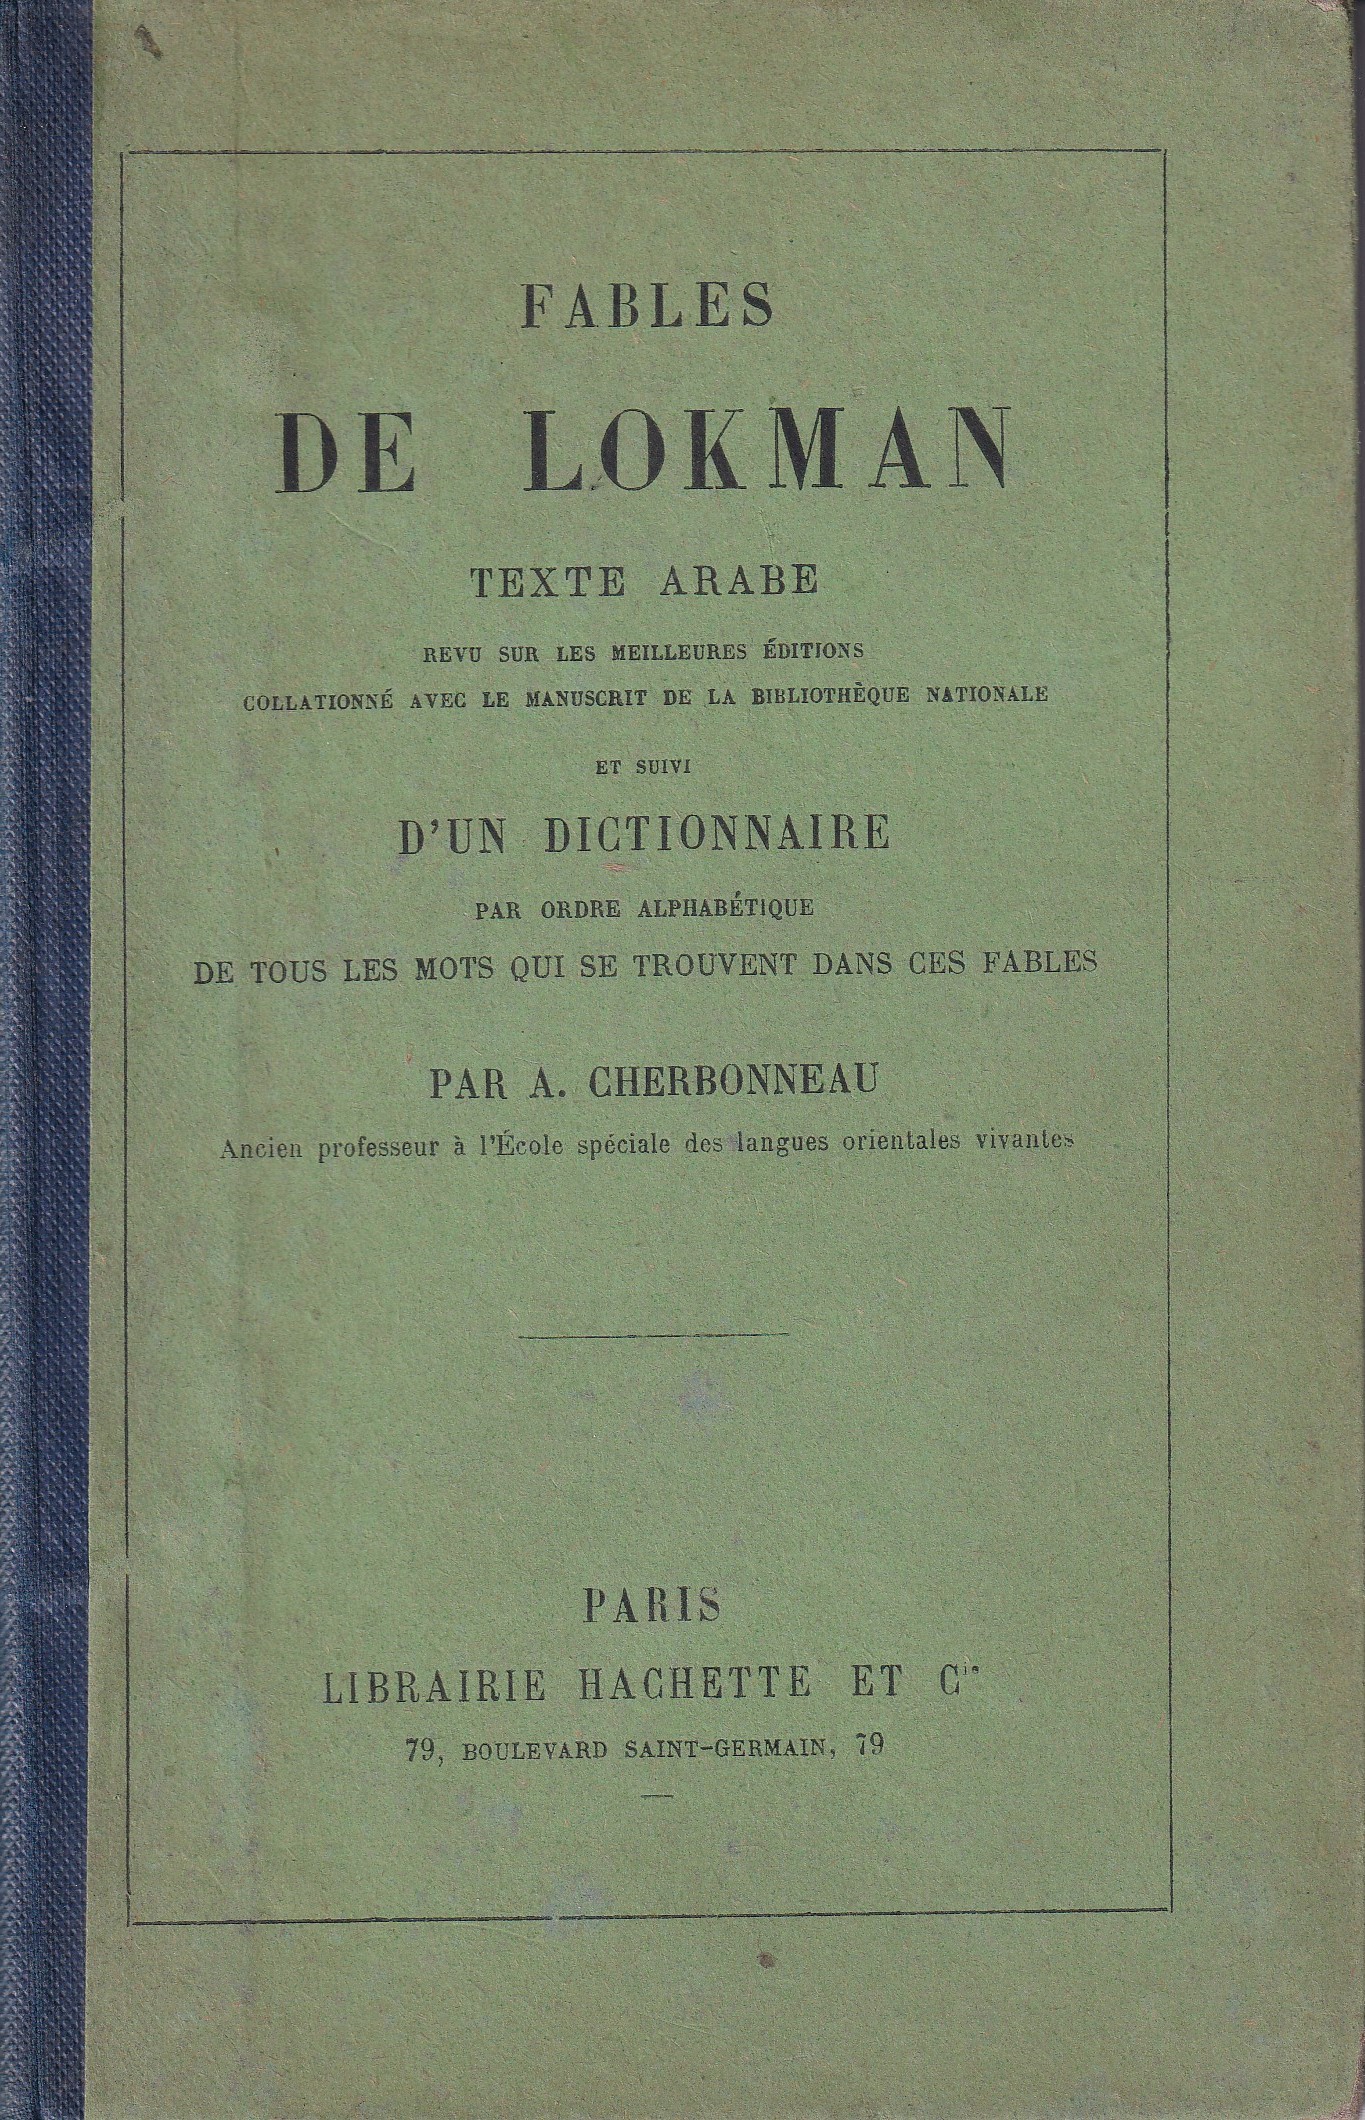 FABLES
DE LOKMAN
TEXTE ARABE
REVU SUR LES MEILLEURES ÉDITIONS
COLLATIONNÉ AVEC LE MANUSCRIT DE LA BIBLIOTHÈQUE NATIONALE
ET SUIVI
D'UN DICTIONNAIRE
PAR ORDRE ALPHABÉTIQUE
DE TOUS LES MOTS QUI SE TROUVENT DANS CES FABLES
PAR A. CHERBONNEAU
Ancien professeur à l'École spéciale des langues orientales vivantes
PARIS
LIBRAIRIE HACHETTE ET Cie
79, BOULEVARD SAINT-GERMAIN, 79